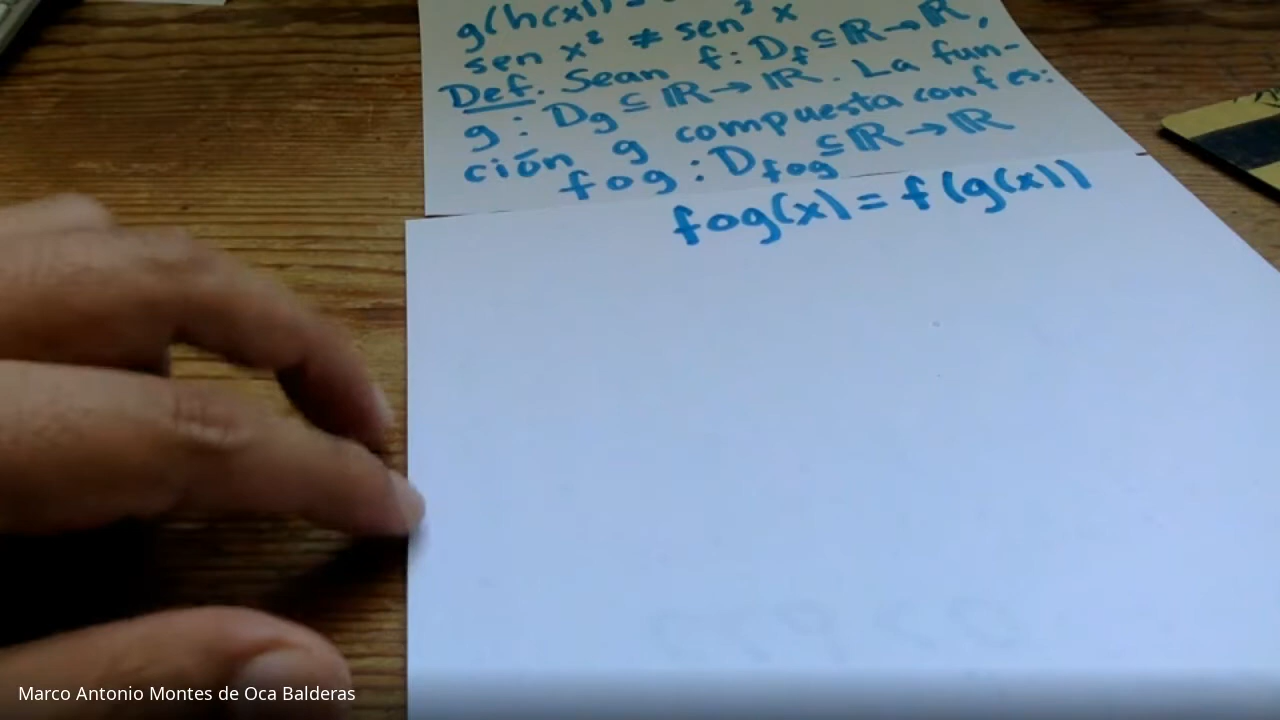 g(h(x)) =
sen x² ≠ sen² x
Def. Sean f : D_f ⊆ ℝ → ℝ,
g : D_g ⊆ ℝ → ℝ. La fun-
ción g compuesta con f es:
fog : D_fog ⊆ ℝ → ℝ
fog(x) = f(g(x))
Marco Antonio Montes de Oca Balderas